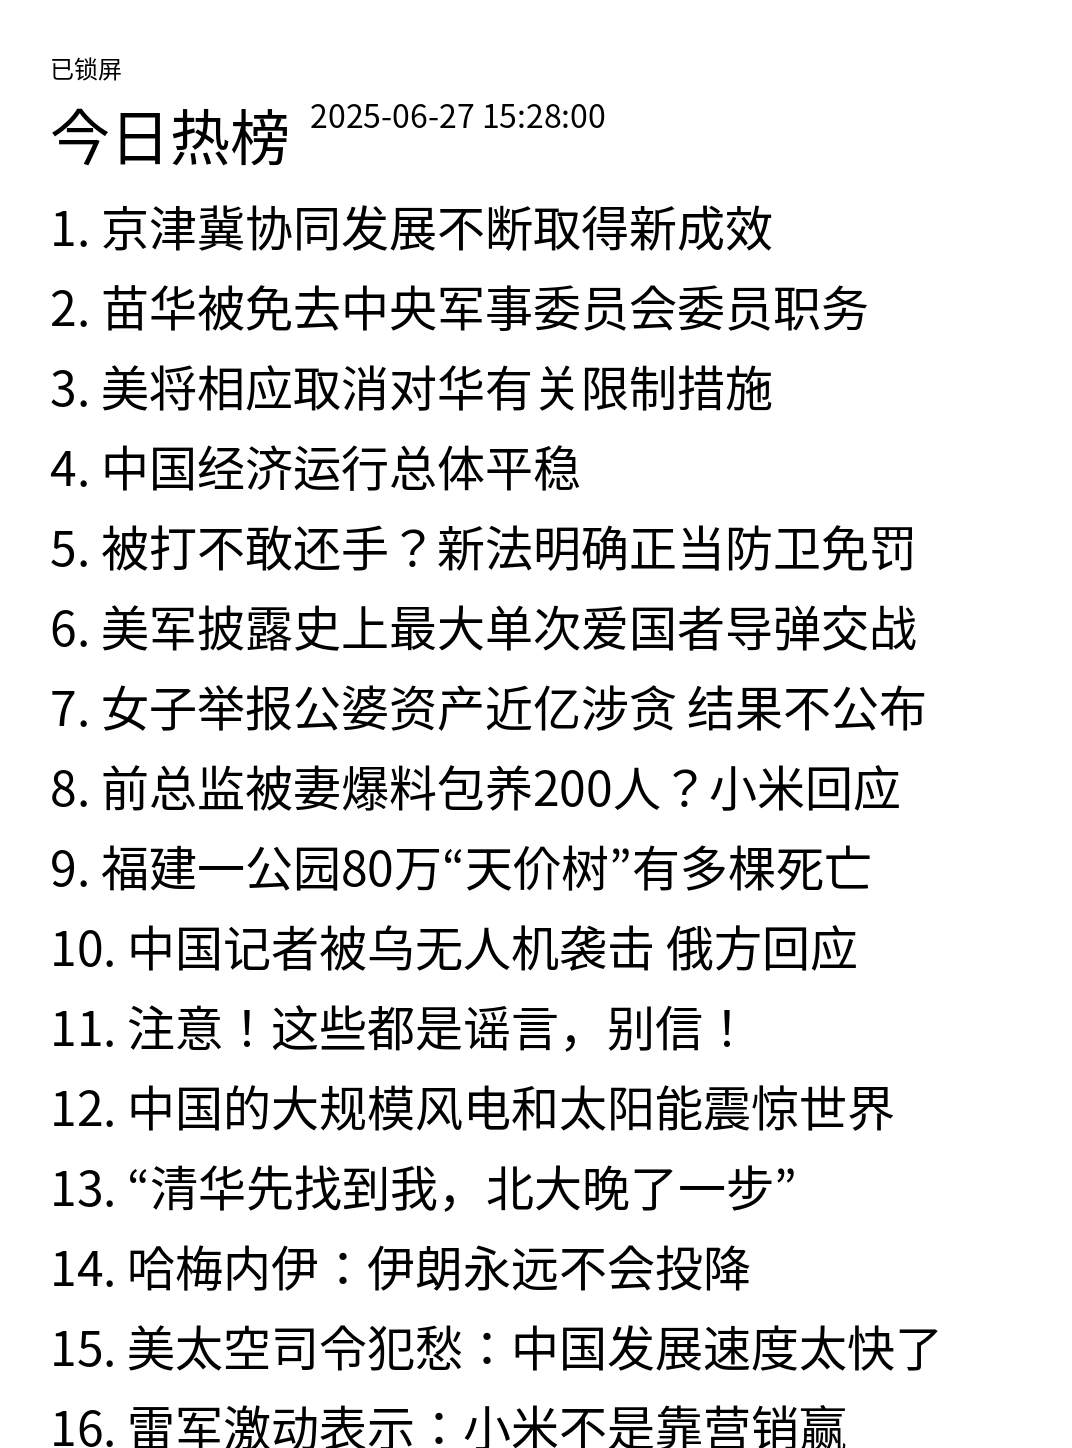 已锁屏
今日热榜 2025-06-27 15:28:00
1. 京津冀协同发展不断取得新成效
2. 苗华被免去中央军事委员会委员职务
3. 美将相应取消对华有关限制措施
4. 中国经济运行总体平稳
5. 被打不敢还手？新法明确正当防卫免罚
6. 美军披露史上最大单次爱国者导弹交战
7. 女子举报公婆资产近亿涉贪 结果不公布
8. 前总监被妻爆料包养200人？小米回应
9. 福建一公园80万“天价树”有多棵死亡
10. 中国记者被乌无人机袭击 俄方回应
11. 注意！这些都是谣言，别信！
12. 中国的大规模风电和太阳能震惊世界
13. “清华先找到我，北大晚了一步”
14. 哈梅内伊：伊朗永远不会投降
15. 美太空司令犯愁：中国发展速度太快了
16. 雷军激动表示：小米不是靠营销赢